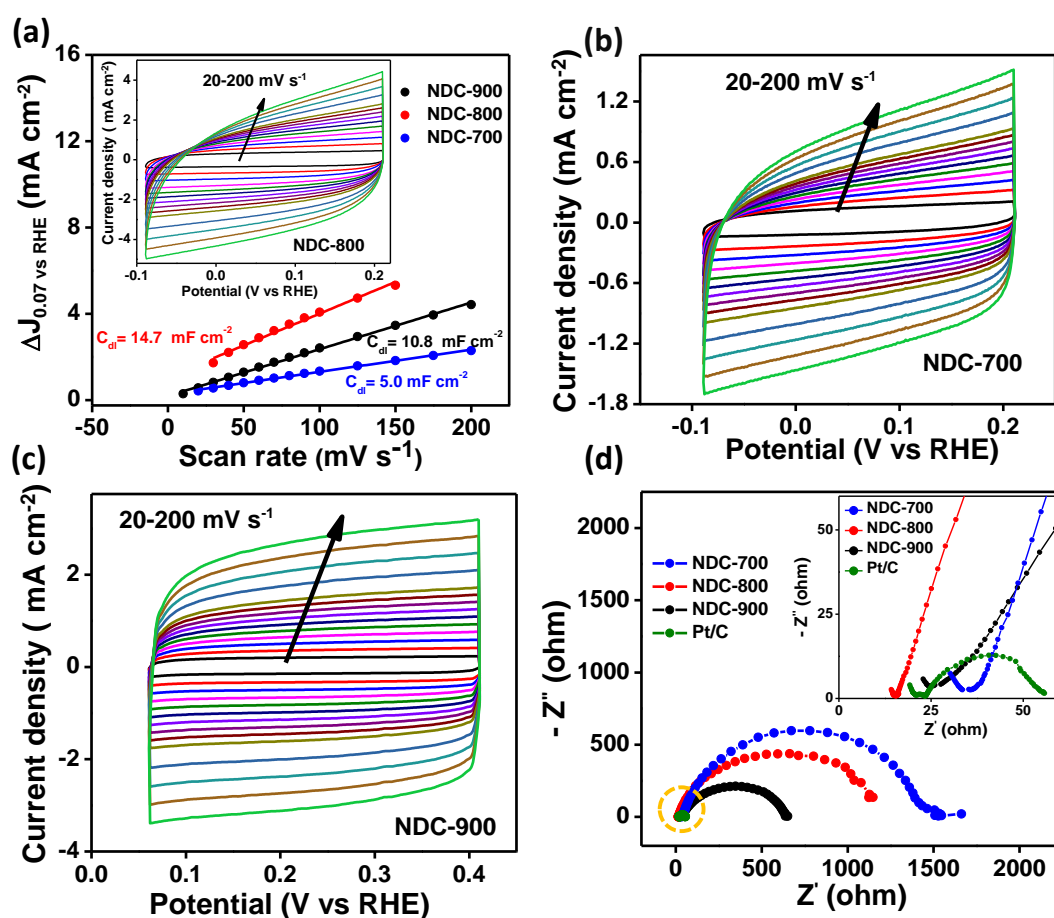 (a)
ΔJ0.07 vs RHE (mA cm-2)
16
12
8
4
0
-50
0
50
100
150
200
Scan rate (mV s-1)
NDC-900
NDC-800
NDC-700
Cdl= 14.7 mF cm-2
Cdl= 10.8 mF cm-2
Cdl= 5.0 mF cm-2
Current density ( mA cm-2)
4
2
0
-2
-4
-0.1
0.0
0.1
0.2
Potential (V vs RHE)
20-200 mV s-1
NDC-800
(b)
Current density (mA cm-2)
1.2
0.6
0.0
-0.6
-1.2
-1.8
-0.1
0.0
0.1
0.2
Potential (V vs RHE)
20-200 mV s-1
NDC-700
(c)
Current density ( mA cm-2)
2
0
-2
-4
0.0
0.1
0.2
0.3
0.4
Potential (V vs RHE)
20-200 mV s-1
NDC-900
(d)
- Z'' (ohm)
2000
1500
1000
500
0
0
500
1000
1500
2000
Z' (ohm)
NDC-700
NDC-800
NDC-900
Pt/C
NDC-700
NDC-800
NDC-900
Pt/C
- Z'' (ohm)
50
25
0
0
25
50
Z' (ohm)